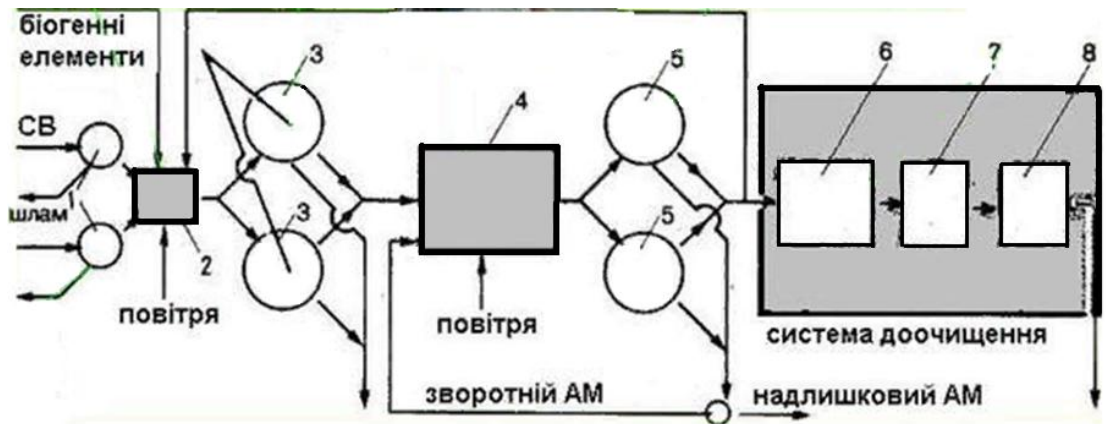 біогенні
елементи
СВ
шлам
1
2
повітря
3
3
4
повітря
5
5
6
7
8
система доочищення
зворотній АМ
надлишковий АМ